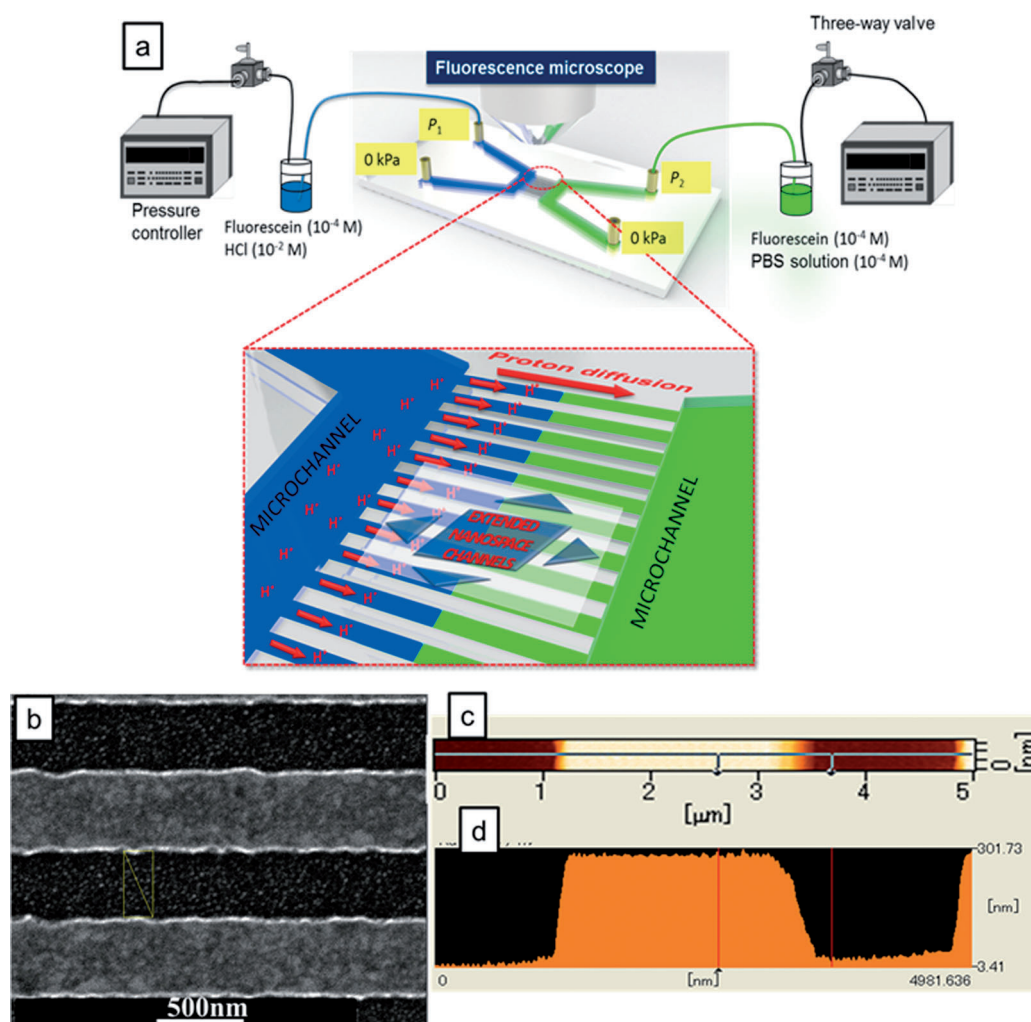 a
Three-way valve
Fluorescence microscope
P1
0 kPa
P2
0 kPa
Pressure
controller
Fluorescein (10-4 M)
HCl (10-2 M)
Fluorescein (10-4 M)
PBS solution (10-4 M)
Proton diffusion
H+ H+
H+ H+
H+ H+
H+ H+
H+ H+
H+ H+
H+ H+
H+ H+
H+ H+
H+ H+
H+ H+
H+
MICROCHANNEL
EXTENDED
NANOSPACE
CHANNELS
MICROCHANNEL
b
500nm
c
0 1 2 3 4 5
[μm]
0
[nm]
d
301.73
[nm]
3.41
0 [nm] 4981.636